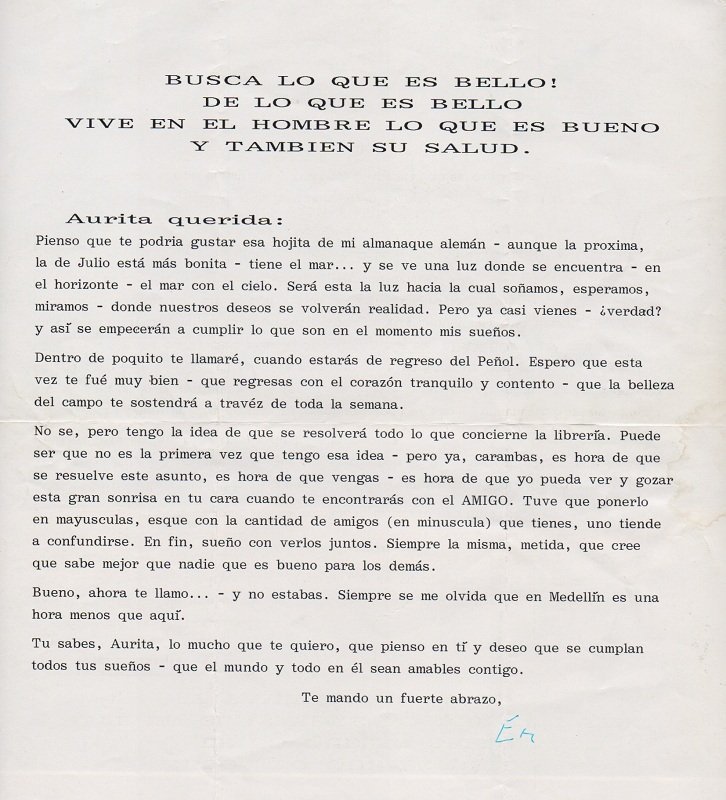 BUSCA LO QUE ES BELLO!
DE LO QUE ES BELLO
VIVE EN EL HOMBRE LO QUE ES BUENO
Y TAMBIEN SU SALUD.
Aurita querida:
Pienso que te podria gustar esa hojita de mi almanaque alemán - aunque la proxima,
la de Julio está más bonita - tiene el mar... y se ve una luz donde se encuentra - en
el horizonte - el mar con el cielo. Será esta la luz hacia la cual soñamos, esperamos,
miramos - donde nuestros deseos se volverán realidad. Pero ya casi vienes - ¿verdad?
y así se empecerán a cumplir lo que son en el momento mis sueños.
Dentro de poquito te llamaré, cuando estarás de regreso del Peñol. Espero que esta
vez te fué muy bien - que regresas con el corazón tranquilo y contento - que la belleza
del campo te sostendrá a travéz de toda la semana.
No se, pero tengo la idea de que se resolverá todo lo que concierne la librería. Puede
ser que no es la primera vez que tengo esa idea - pero ya, carambas, es hora de que
se resuelve este asunto, es hora de que vengas - es hora de que yo pueda ver y gozar
esta gran sonrisa en tu cara cuando te encontrarás con el AMIGO. Tuve que ponerlo
en mayusculas, esque con la cantidad de amigos (en minuscula) que tienes, uno tiende
a confundirse. En fin, sueño con verlos juntos. Siempre la misma, metida, que cree
que sabe mejor que nadie que es bueno para los demás.
Bueno, ahora te llamo... - y no estabas. Siempre se me olvida que en Medellín es una
hora menos que aquí.
Tu sabes, Aurita, lo mucho que te quiero, que pienso en tí y deseo que se cumplan
todos tus sueños - que el mundo y todo en él sean amables contigo.
Te mando un fuerte abrazo,